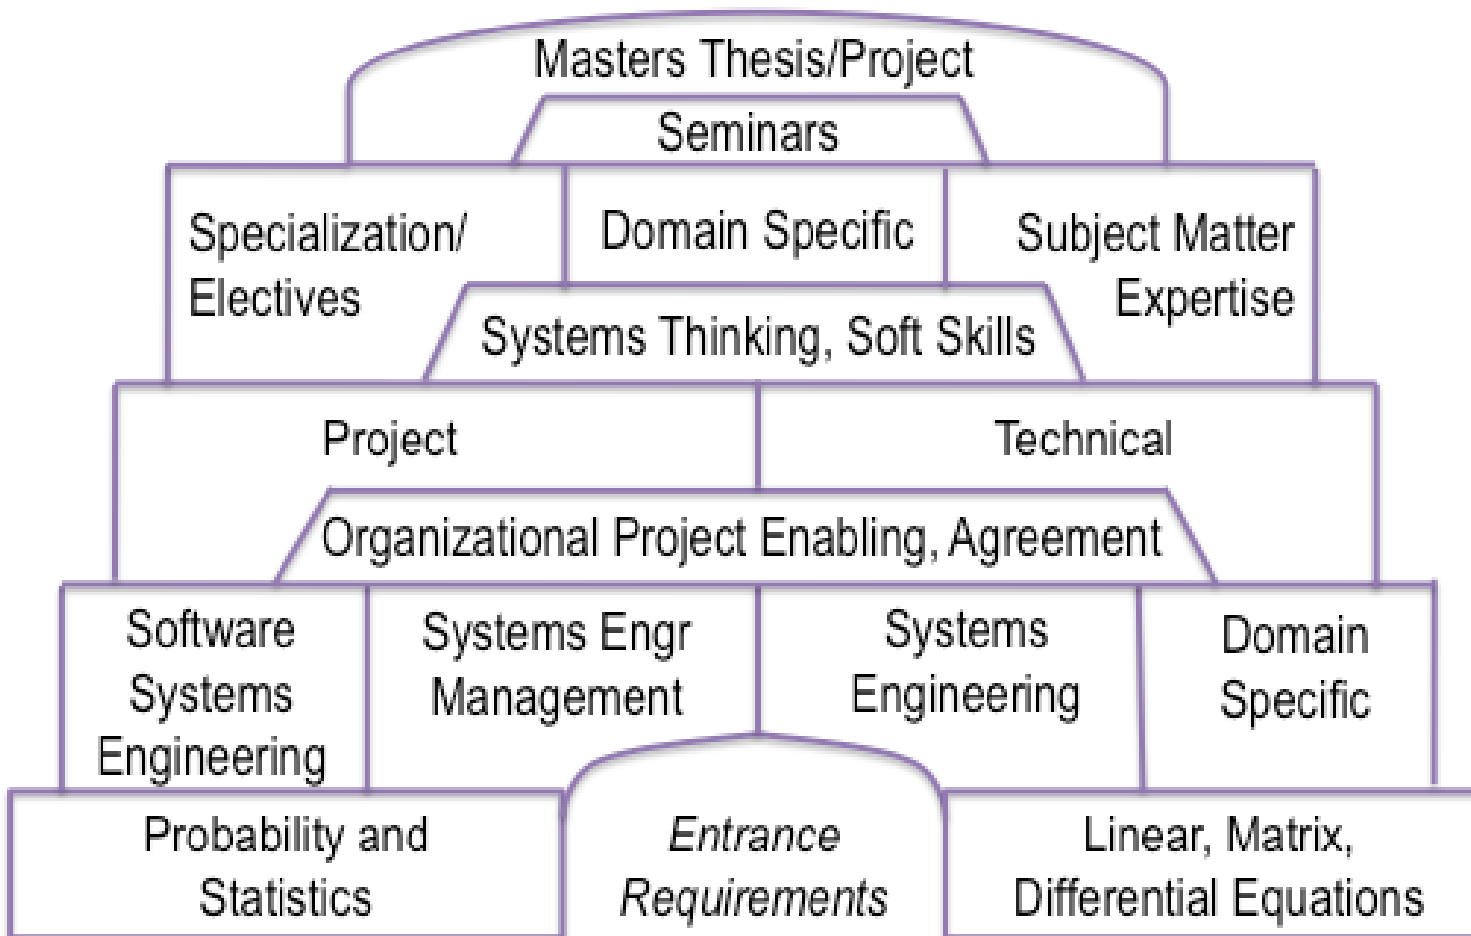 Masters Thesis/Project
Seminars
Specialization/
Electives
Domain Specific
Subject Matter
Expertise
Systems Thinking, Soft Skills
Project
Technical
Organizational Project Enabling, Agreement
Software
Systems
Engineering
Systems Engr
Management
Systems
Engineering
Domain
Specific
Probability and
Statistics
Entrance
Requirements
Linear, Matrix,
Differential Equations